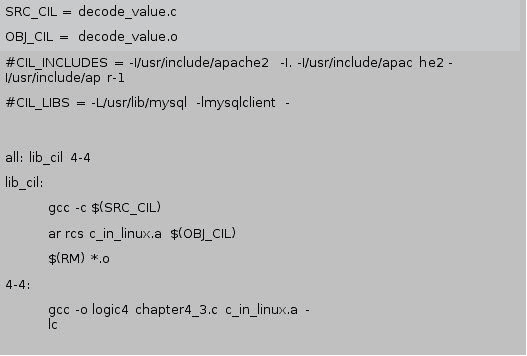 SRC_CIL = decode_value.c
OBJ_CIL = decode_value.o
#CIL_INCLUDES = -I/usr/include/apache2 -I. -I/usr/include/apac he2 -
I/usr/include/ap r-1
#CIL_LIBS = -L/usr/lib/mysql -lmysqlclient -
all: lib_cil 4-4
lib_cil:
gcc -c $(SRC_CIL)
ar rcs c_in_linux.a $(OBJ_CIL)
$(RM) *.o
4-4:
gcc -o logic4 chapter4_3.c c_in_linux.a -
lc